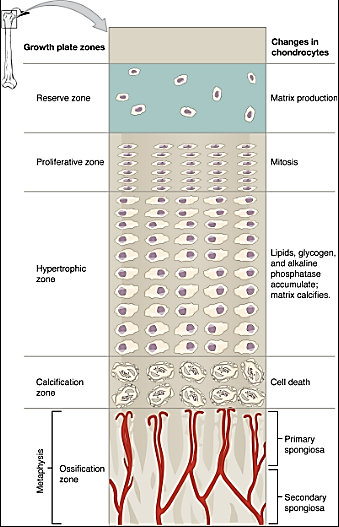 Growth plate zones
Changes in
chondrocytes
Reserve zone
Matrix production
Proliferative zone
Mitosis
Hypertrophic
zone
Lipids, glycogen,
and alkaline
phosphatase
accumulate;
matrix calcifies.
Calcification
zone
Cell death
Metaphysis
Ossification
zone
Primary
spongiosa
Secondary
spongiosa